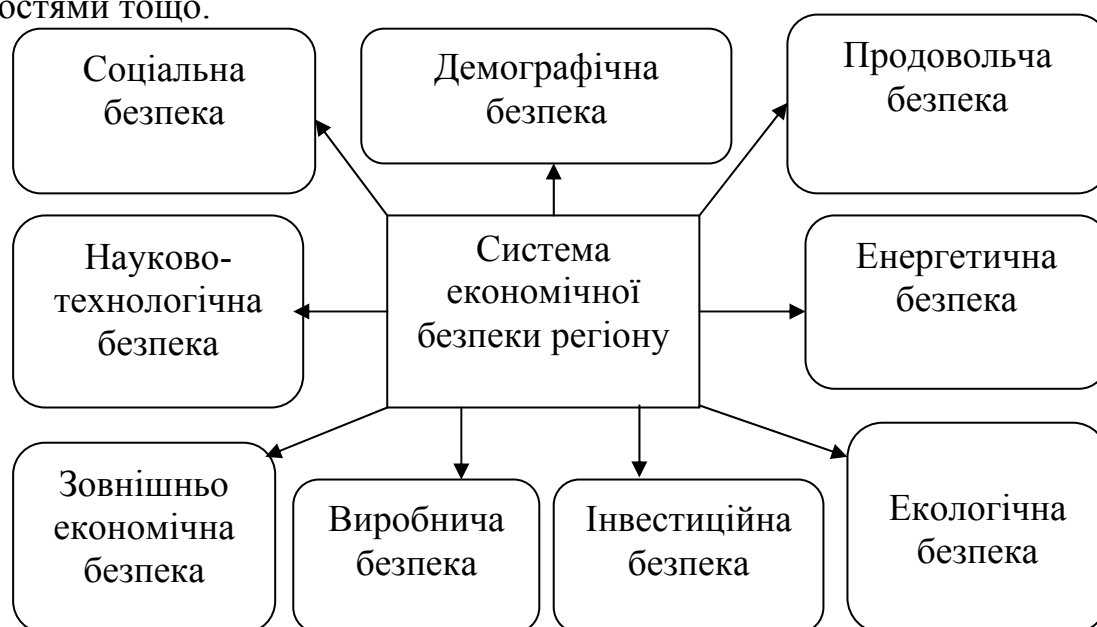 остями тощо.
Соціальна
безпека
Демографічна
безпека
Продовольча
безпека
Науково-
технологічна
безпека
Система
економічної
безпеки регіону
Енергетична
безпека
Зовнішньо
економічна
безпека
Виробнича
безпека
Інвестиційна
безпека
Екологічна
безпека